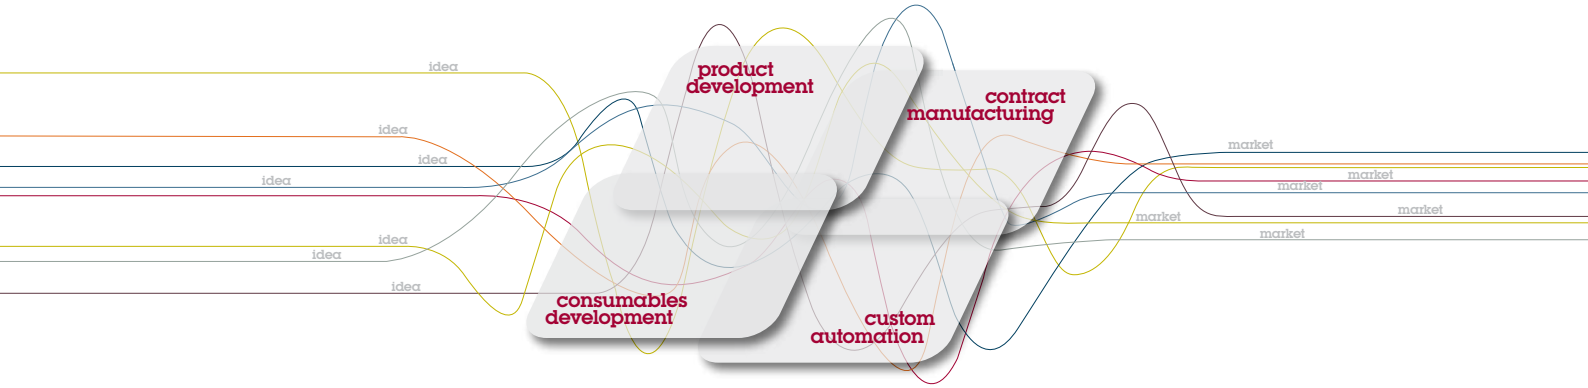 idea
idea
idea
idea
idea
idea
idea
product
development
contract
manufacturing
consumables
development
custom
automation
market
market
market
market
market
market